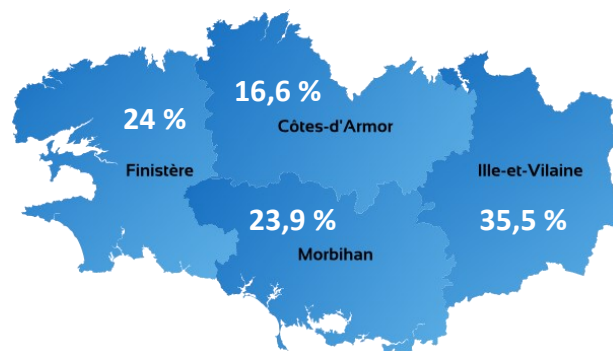 16,6 %
Côtes-d'Armor
24 %
Finistère
Ille-et-Vilaine
35,5 %
23,9 %
Morbihan